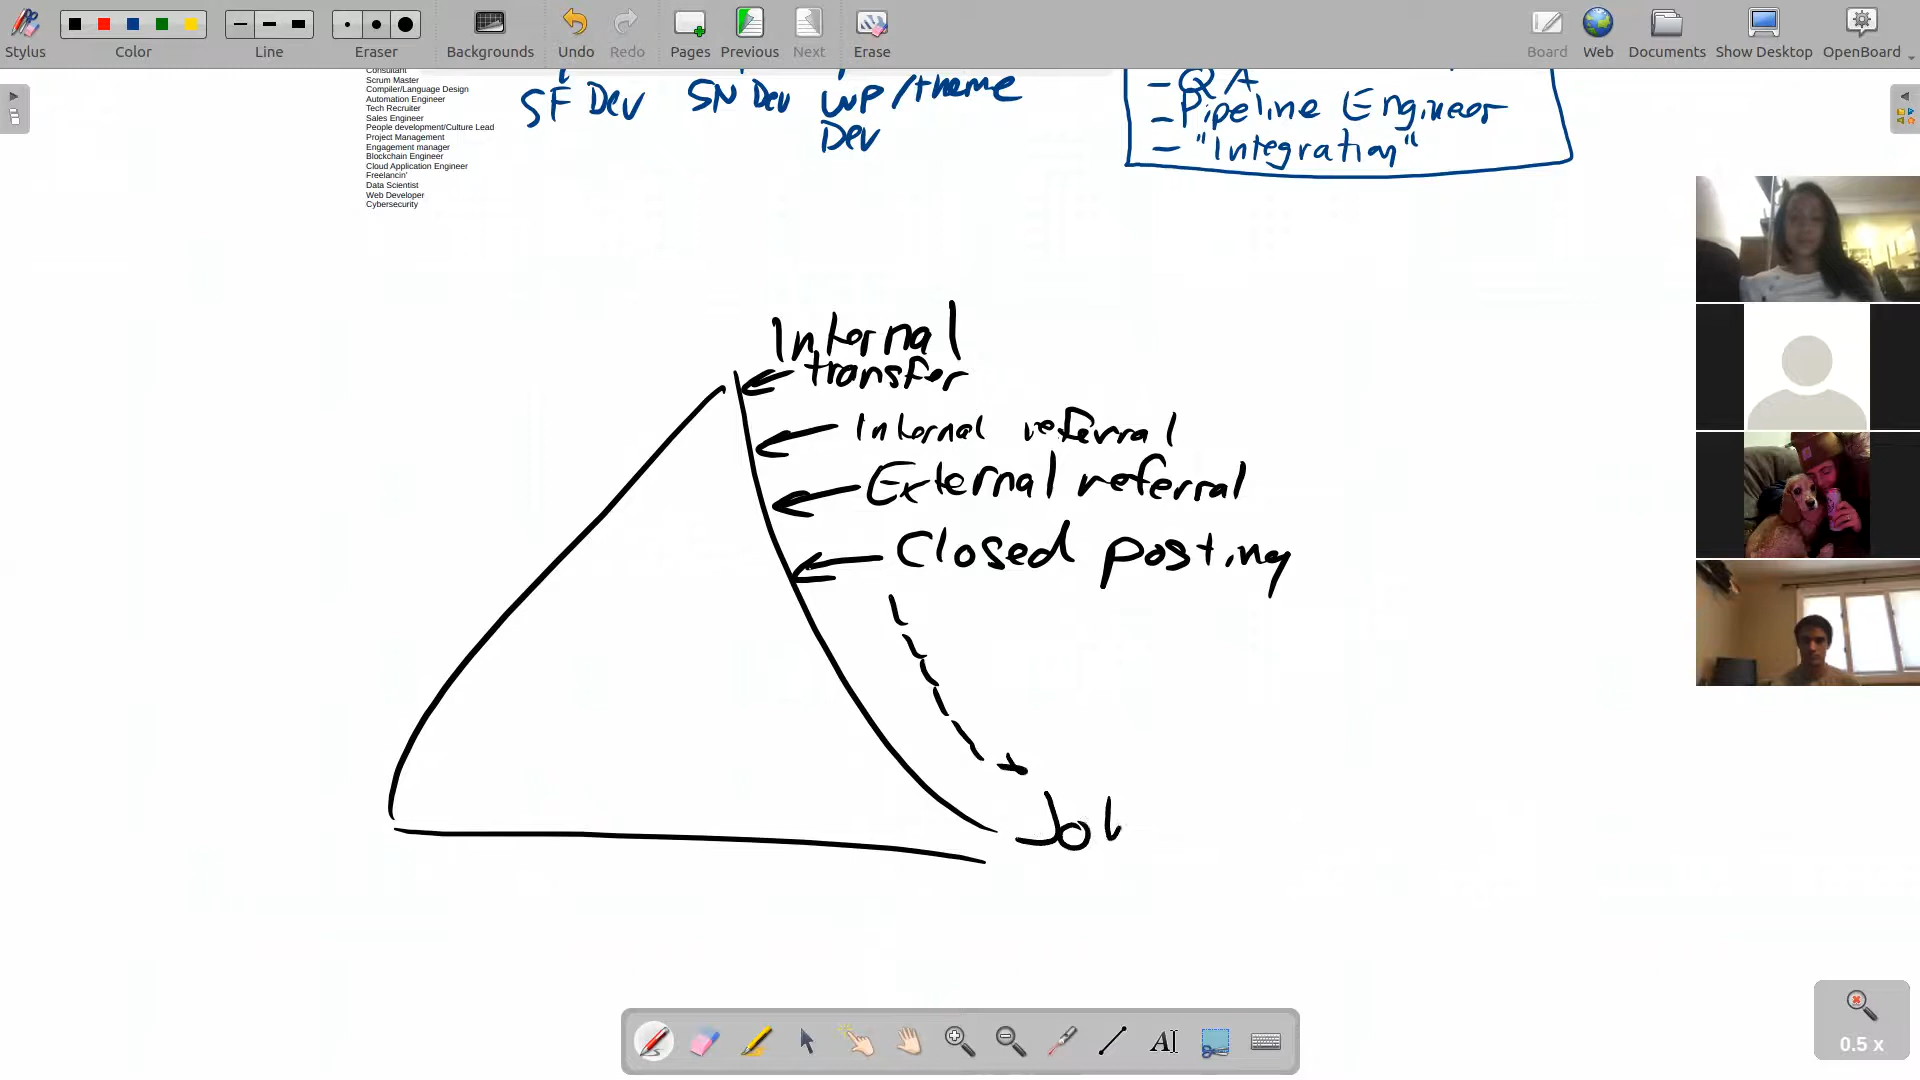 Stylus
Color
Line
Eraser
Backgrounds
Undo
Redo
Pages
Previous
Next
Erase
Board
Web
Documents
Show Desktop
OpenBoard
Consultant
Scrum Master
Compiler/Language Design
Automation Engineer
Tech Recruiter
Sales Engineer
People development/Culture Lead
Project Management
Engagement manager
Blockchain Engineer
Cloud Application Engineer
Freelancin'
Data Scientist
Web Developer
Cybersecurity
SF Dev
SN Dev
WP/theme
Dev
- QA
- Pipeline Engineer
- "Integration"
Internal
transfer
Internal referral
External referral
Closed posting
Jol
AI
0.5 x